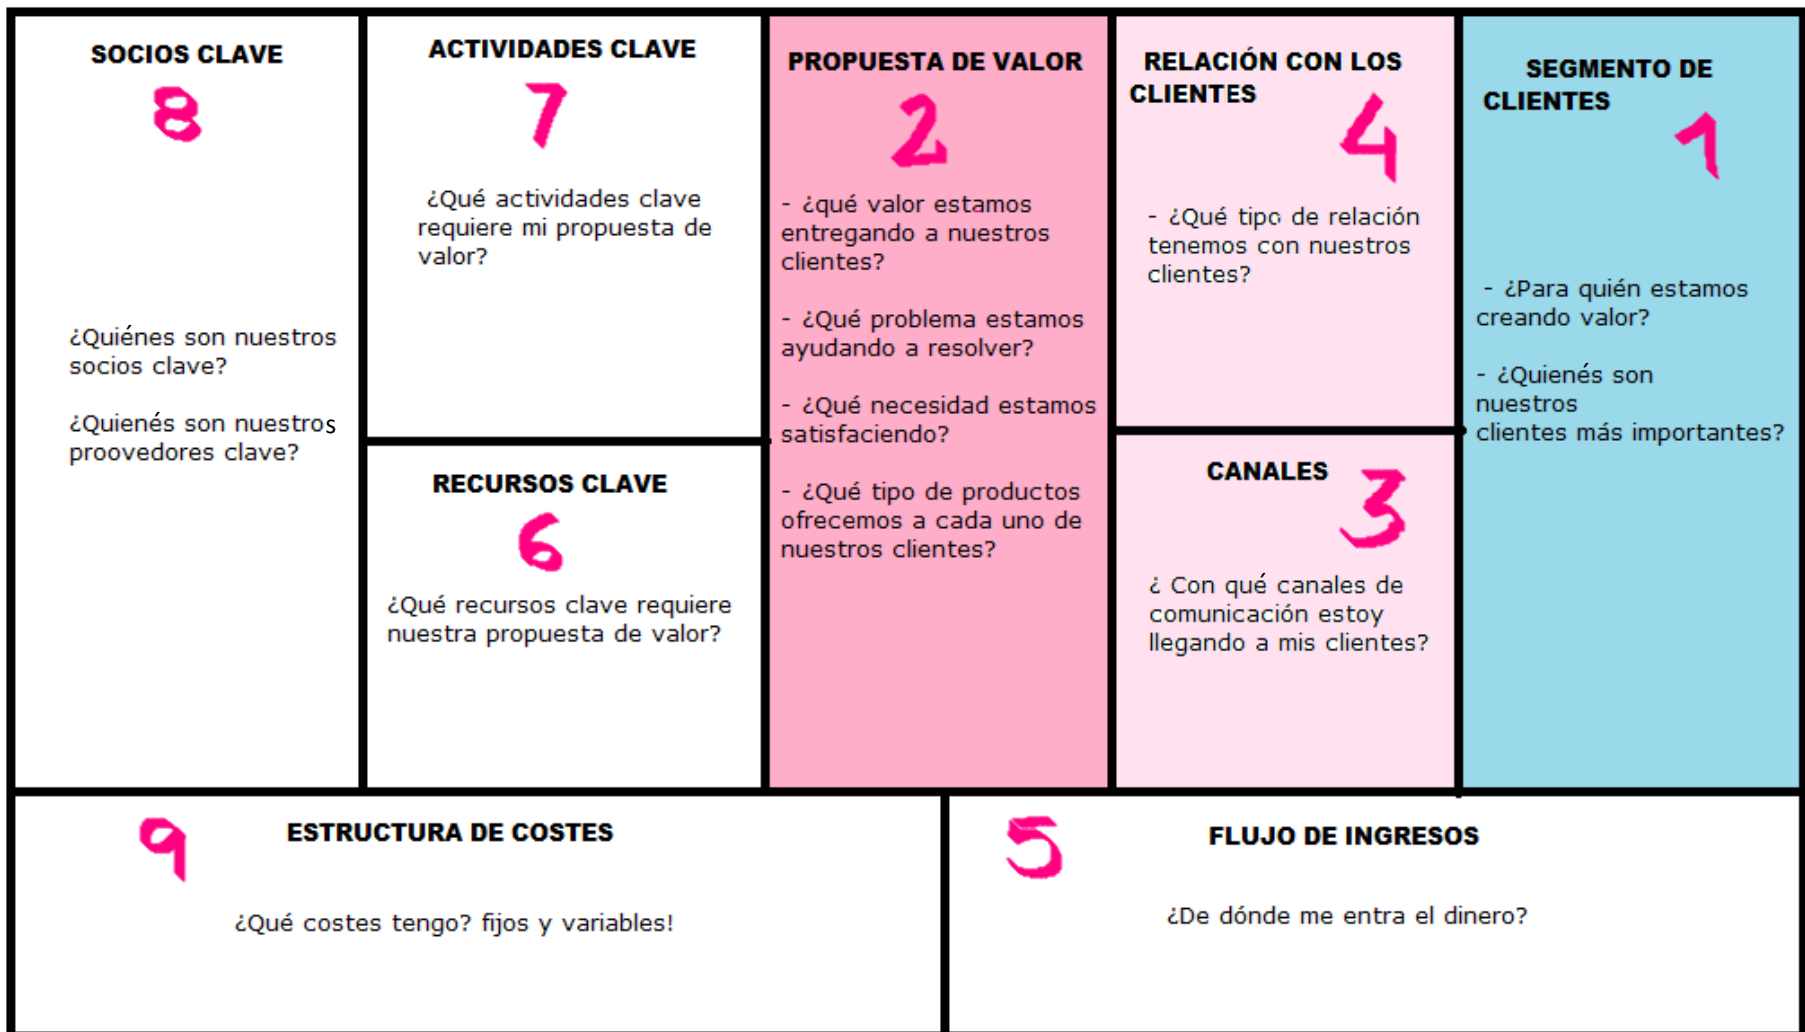 SOCIOS CLAVE
8
¿Quiénes son nuestros
socios clave?
¿Quienés son nuestros
proovedores clave?
ACTIVIDADES CLAVE
7
¿Qué actividades clave
requiere mi propuesta de
valor?
RECURSOS CLAVE
6
¿Qué recursos clave requiere
nuestra propuesta de valor?
PROPUESTA DE VALOR
2
- ¿qué valor estamos
entregando a nuestros
clientes?
- ¿Qué problema estamos
ayudando a resolver?
- ¿Qué necesidad estamos
satisfaciendo?
- ¿Qué tipo de productos
ofrecemos a cada uno de
nuestros clientes?
RELACIÓN CON LOS
CLIENTES
4
- ¿Qué tipo de relación
tenemos con nuestros
clientes?
CANALES
3
¿ Con qué canales de
comunicación estoy
llegando a mis clientes?
SEGMENTO DE
CLIENTES
1
- ¿Para quién estamos
creando valor?
- ¿Quienés son
nuestros
clientes más importantes?
9
ESTRUCTURA DE COSTES
¿Qué costes tengo? fijos y variables!
5
FLUJO DE INGRESOS
¿De dónde me entra el dinero?